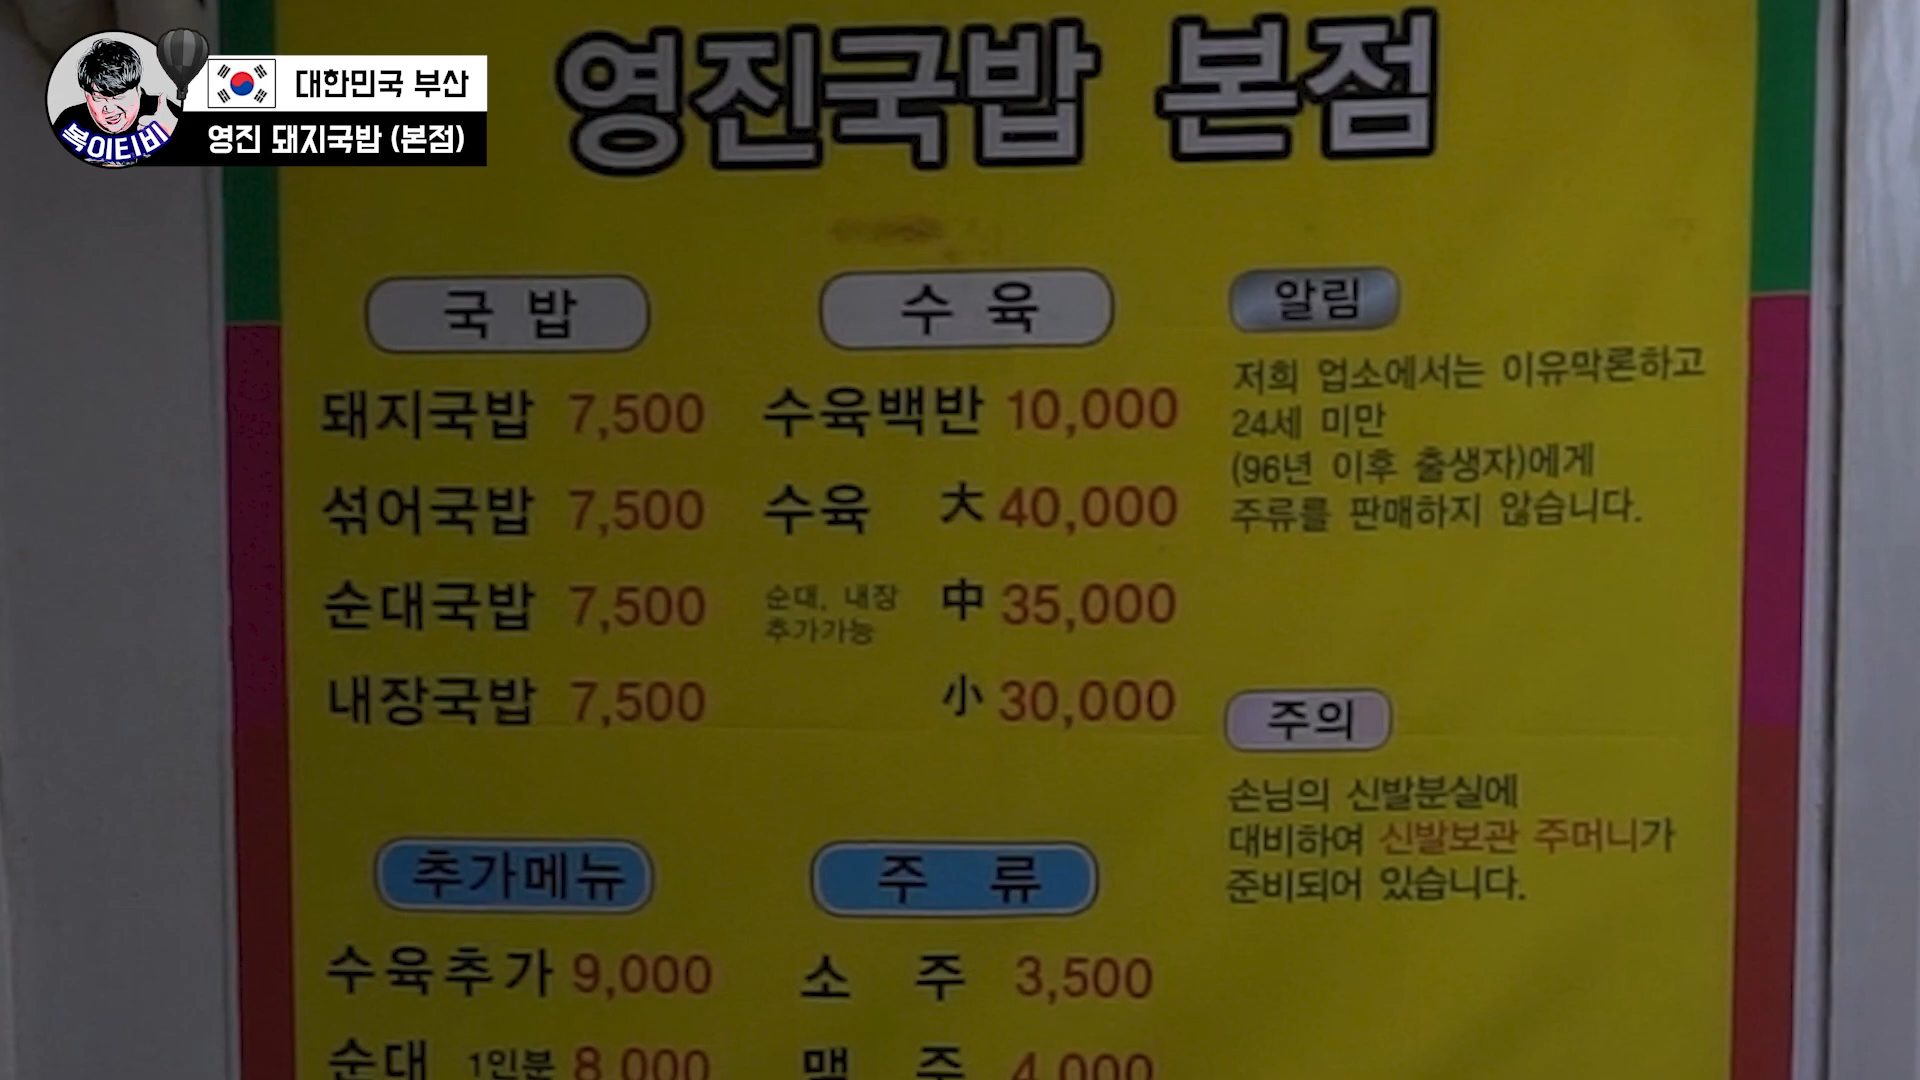 복이티비
대한민국 부산
영진 돼지국밥 (본점)
영진국밥 본점
국 밥
돼지국밥 7,500
섞어국밥 7,500
순대국밥 7,500
내장국밥 7,500
수 육
수육백반 10,000
수육 大 40,000
순대, 내장
추가가능
中 35,000
小 30,000
알림
저희 업소에서는 이유막론하고
24세 미만
(96년 이후 출생자)에게
주류를 판매하지 않습니다.
주의
손님의 신발분실에
대비하여 신발보관 주머니가
준비되어 있습니다.
추가메뉴
수육추가 9,000
순대 1인분 8,000
주 류
소 주 3,500
맥 주 4,000